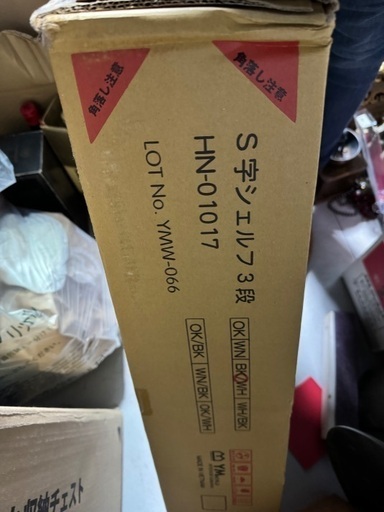 角落し注意
角落し注意
S字シェルフ3段
HN-01017
LOT No. YMW-066
OK WN BK WH WH/BK
OK/BK WN/BK OK/WH
YM
収納チェスト